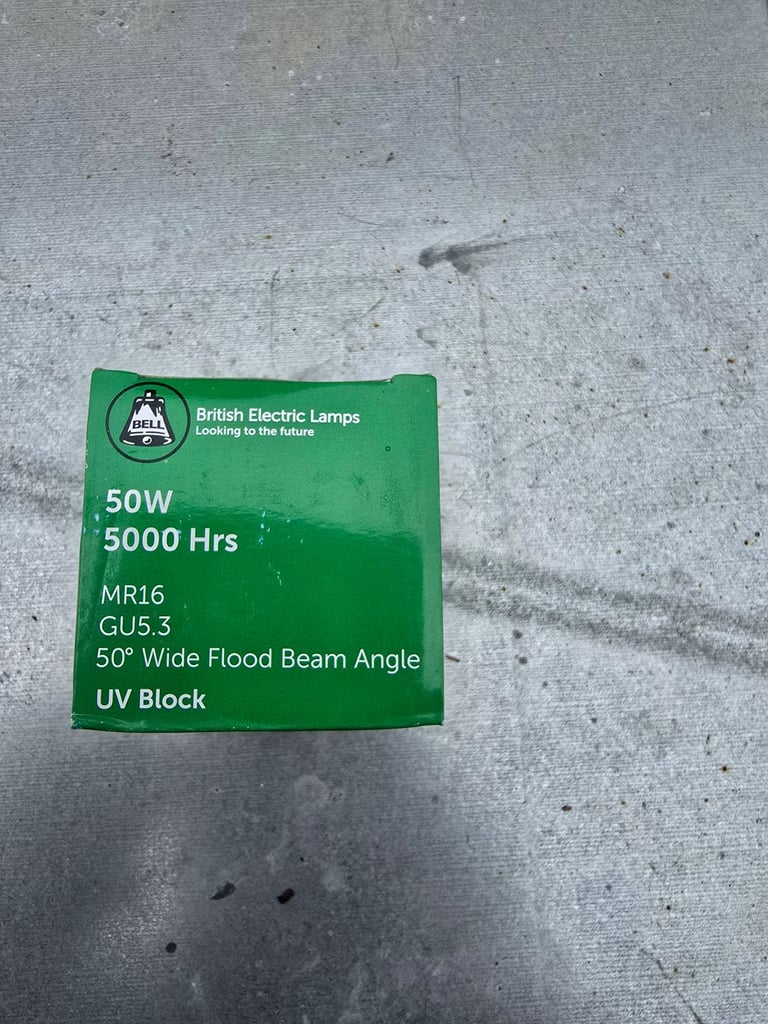 BELL
British Electric Lamps
Looking to the future
50W
5000 Hrs
MR16
GU5.3
50° Wide Flood Beam Angle
UV Block